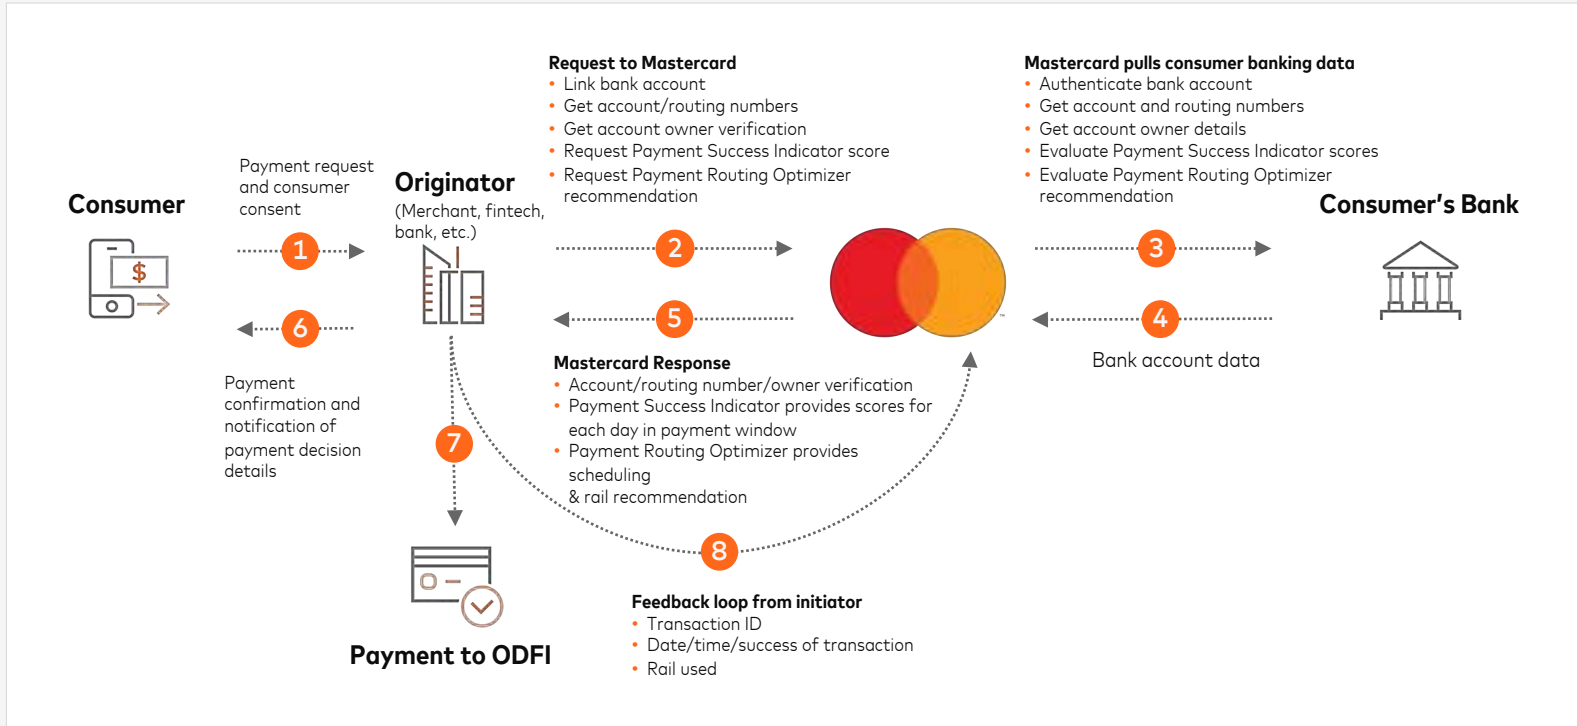 Consumer
Payment request
and consumer
consent
1
6
Payment
confirmation and
notification of
payment decision
details
Originator
(Merchant, fintech,
bank, etc.)
Request to Mastercard
• Link bank account
• Get account/routing numbers
• Get account owner verification
• Request Payment Success Indicator score
• Request Payment Routing Optimizer
recommendation
2
5
Mastercard Response
• Account/routing number/owner verification
• Payment Success Indicator provides scores for
each day in payment window
• Payment Routing Optimizer provides
scheduling
& rail recommendation
Mastercard pulls consumer banking data
• Authenticate bank account
• Get account and routing numbers
• Get account owner details
• Evaluate Payment Success Indicator scores
• Evaluate Payment Routing Optimizer
recommendation
3
4
Bank account data
Consumer's Bank
$
7
Payment to ODFI
8
Feedback loop from initiator
• Transaction ID
• Date/time/success of transaction
• Rail used